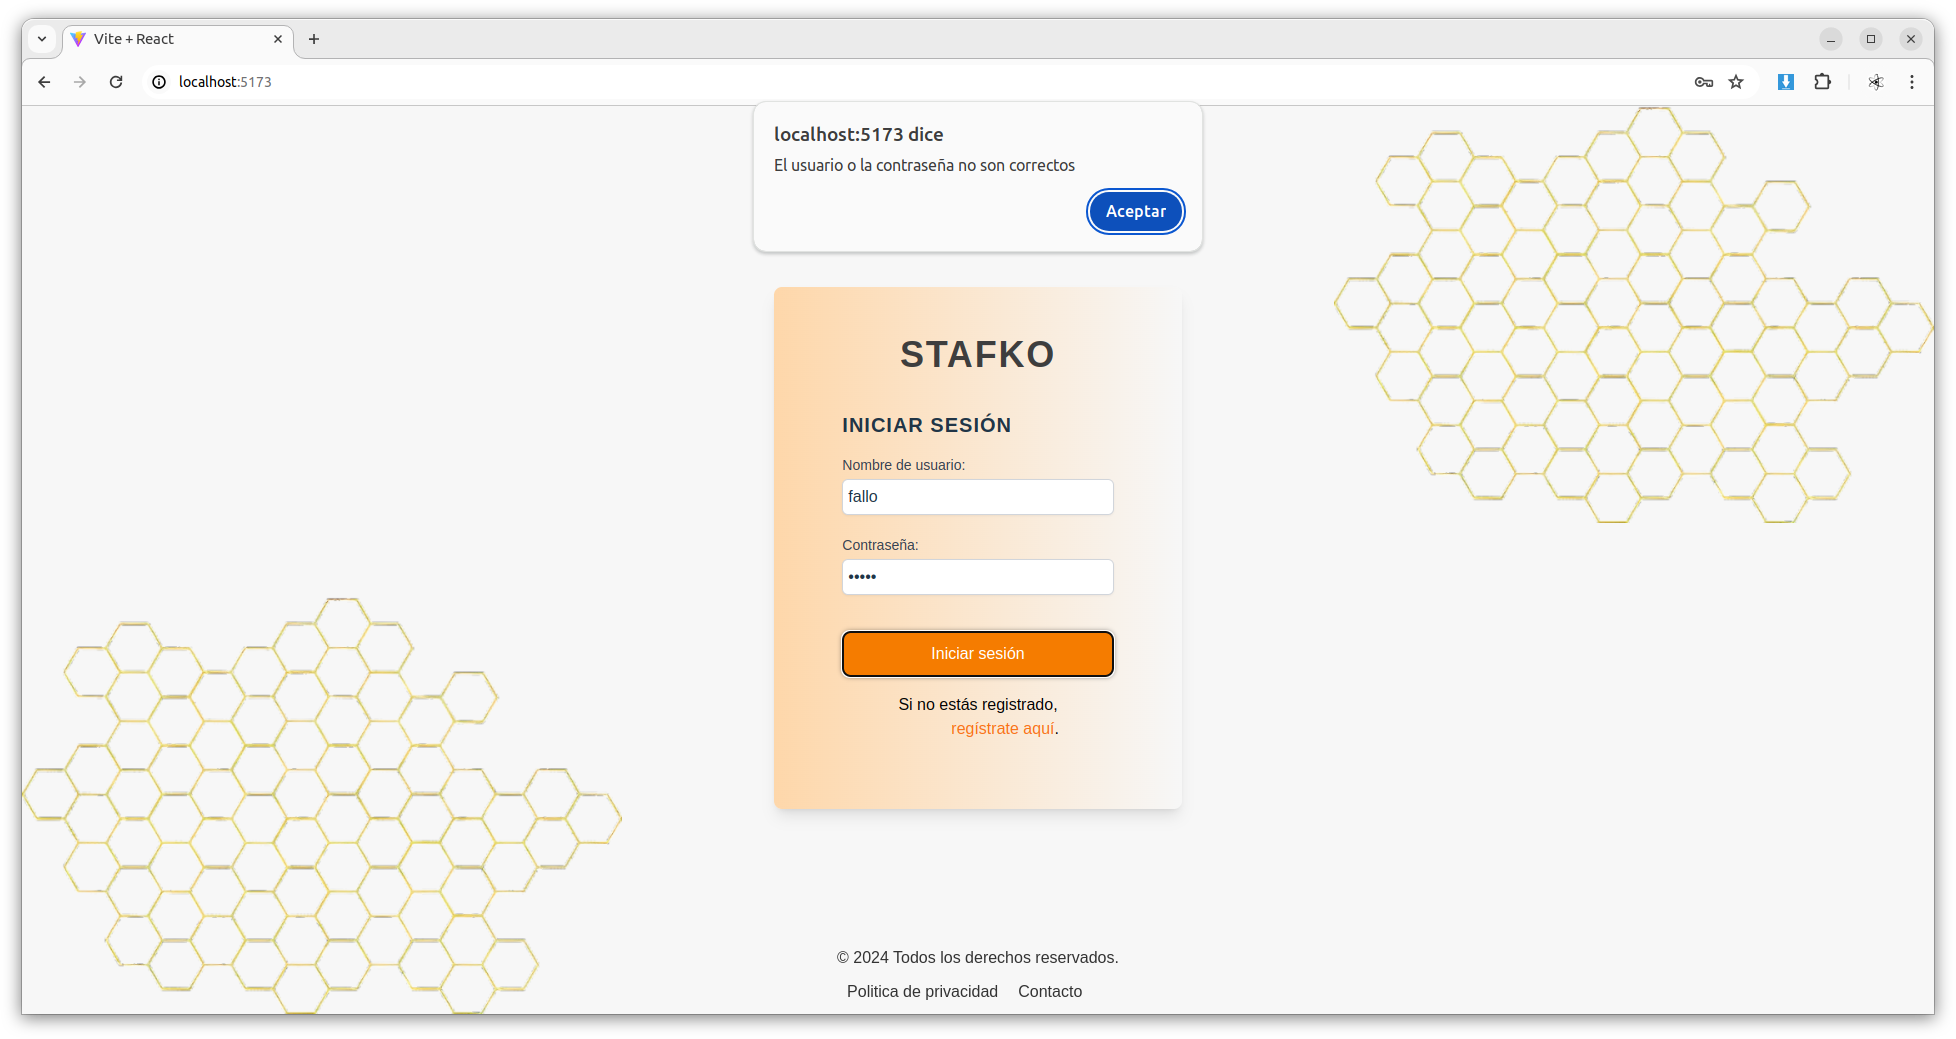 Vite + React
localhost:5173
localhost:5173 dice
El usuario o la contraseña no son correctos
Aceptar
STAFKO
INICIAR SESIÓN
Nombre de usuario:
fallo
Contraseña:
•••••
Iniciar sesión
Si no estás registrado,
regístrate aquí.
© 2024 Todos los derechos reservados.
Politica de privacidad Contacto